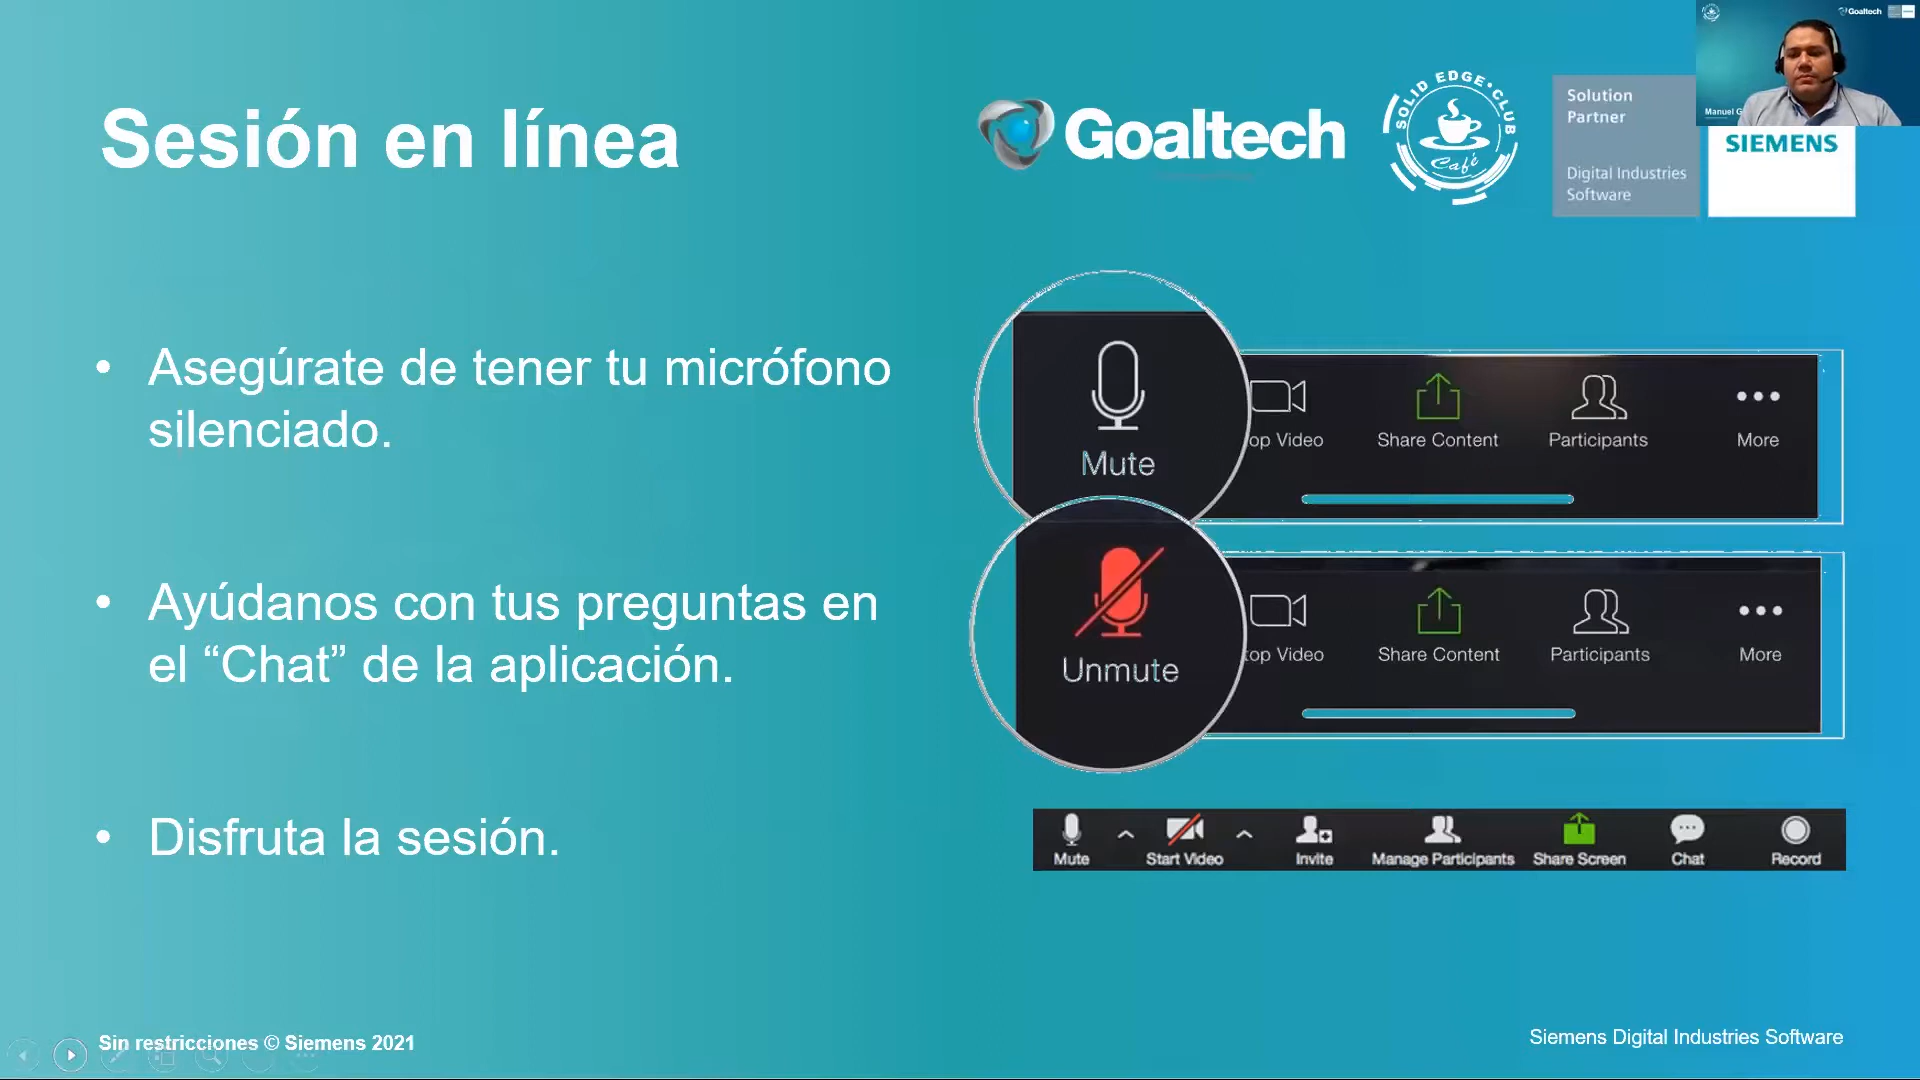 Goaltech
Manuel G
Sesión en línea
Goaltech
SOLID EDGE • CLUB
Café
Solution
Partner
Digital Industries
Software
SIEMENS
• Asegúrate de tener tu micrófono
silenciado.
• Ayúdanos con tus preguntas en
el “Chat” de la aplicación.
• Disfruta la sesión.
Mute
op Video
Share Content
Participants
More
Unmute
top Video
Share Content
Participants
More
Mute
Start Video
Invite
Manage Participants
Share Screen
Chat
Record
Sin restricciones © Siemens 2021
Siemens Digital Industries Software